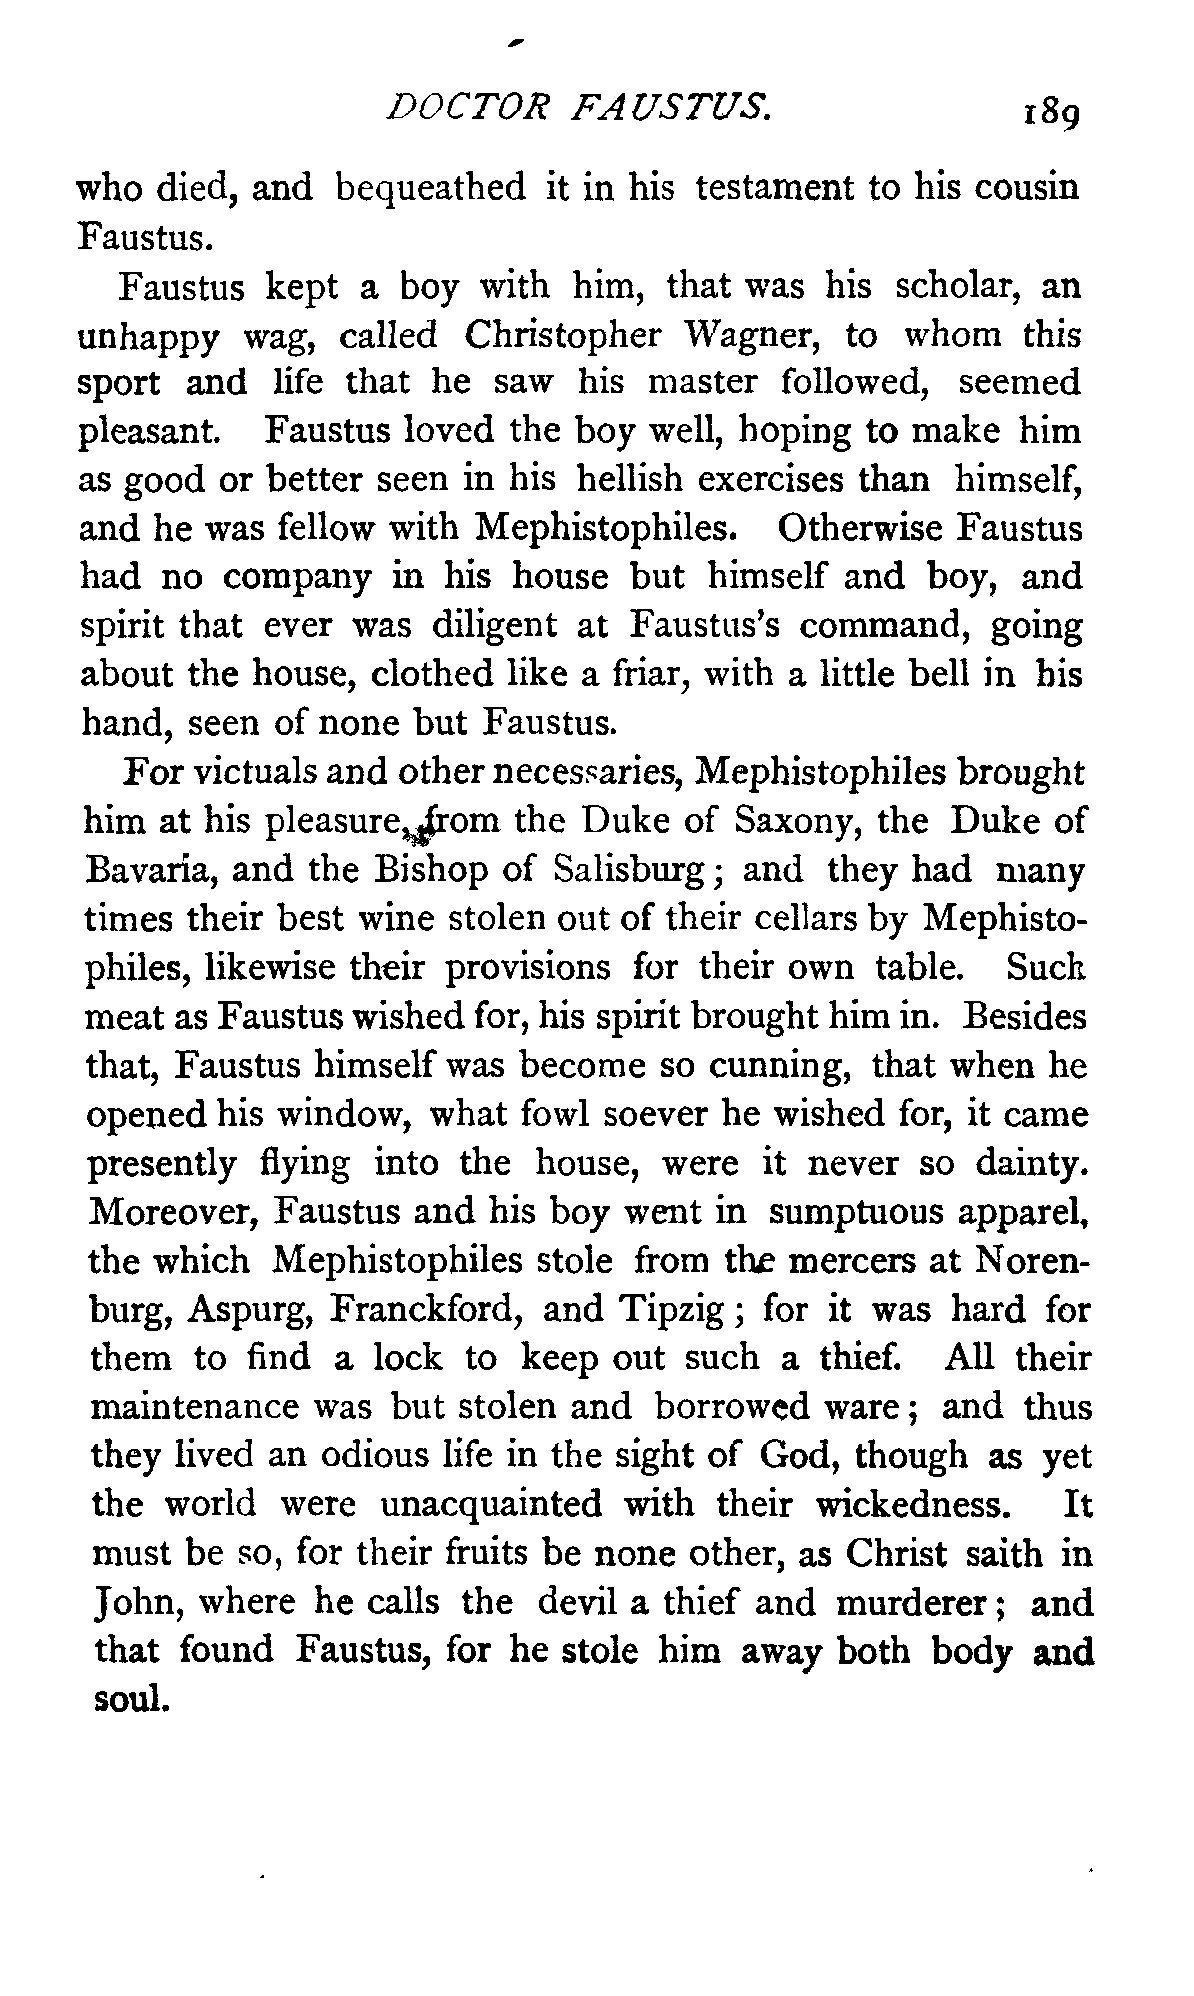 DOCTOR FAUSTUS. 189
who died, and bequeathed it in his testament to his cousin
Faustus.
Faustus kept a boy with him, that was his scholar, an
unhappy wag, called Christopher Wagner, to whom this
sport and life that he saw his master followed, seemed
pleasant. Faustus loved the boy well, hoping to make him
as good or better seen in his hellish exercises than himself,
and he was fellow with Mephistophiles. Otherwise Faustus
had no company in his house but himself and boy, and
spirit that ever was diligent at Faustus's command, going
about the house, clothed like a friar, with a little bell in his
hand, seen of none but Faustus.
For victuals and other necessaries, Mephistophiles brought
him at his pleasure, from the Duke of Saxony, the Duke of
Bavaria, and the Bishop of Salisburg; and they had many
times their best wine stolen out of their cellars by Mephisto-
philes, likewise their provisions for their own table. Such
meat as Faustus wished for, his spirit brought him in. Besides
that, Faustus himself was become so cunning, that when he
opened his window, what fowl soever he wished for, it came
presently flying into the house, were it never so dainty.
Moreover, Faustus and his boy went in sumptuous apparel,
the which Mephistophiles stole from the mercers at Noren-
burg, Aspurg, Franckford, and Tipzig; for it was hard for
them to find a lock to keep out such a thief. All their
maintenance was but stolen and borrowed ware; and thus
they lived an odious life in the sight of God, though as yet
the world were unacquainted with their wickedness. It
must be so, for their fruits be none other, as Christ saith in
John, where he calls the devil a thief and murderer; and
that found Faustus, for he stole him away both body and
soul.